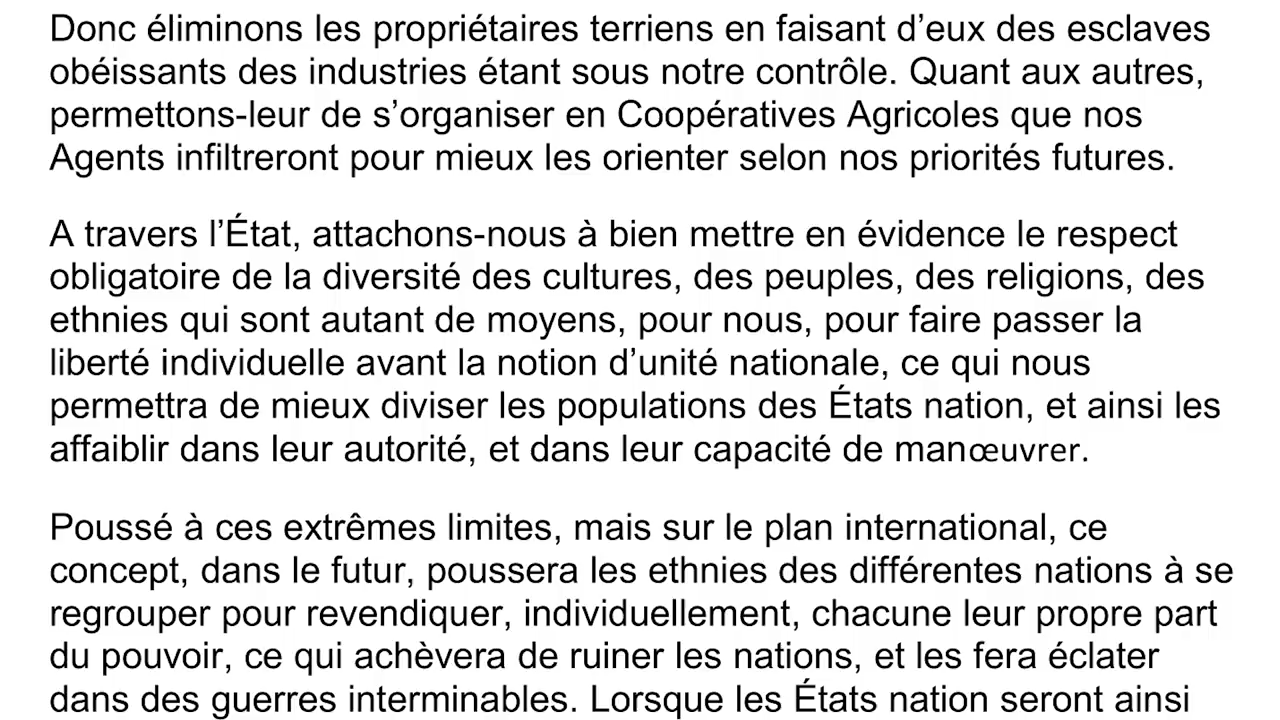 Donc éliminons les propriétaires terriens en faisant d’eux des esclaves
obéissants des industries étant sous notre contrôle. Quant aux autres,
permettons-leur de s’organiser en Coopératives Agricoles que nos
Agents infiltreront pour mieux les orienter selon nos priorités futures.
A travers l’État, attachons-nous à bien mettre en évidence le respect
obligatoire de la diversité des cultures, des peuples, des religions, des
ethnies qui sont autant de moyens, pour nous, pour faire passer la
liberté individuelle avant la notion d’unité nationale, ce qui nous
permettra de mieux diviser les populations des États nation, et ainsi les
affaiblir dans leur autorité, et dans leur capacité de manœuvrer.
Poussé à ces extrêmes limites, mais sur le plan international, ce
concept, dans le futur, poussera les ethnies des différentes nations à se
regrouper pour revendiquer, individuellement, chacune leur propre part
du pouvoir, ce qui achèvera de ruiner les nations, et les fera éclater
dans des guerres interminables. Lorsque les États nation seront ainsi